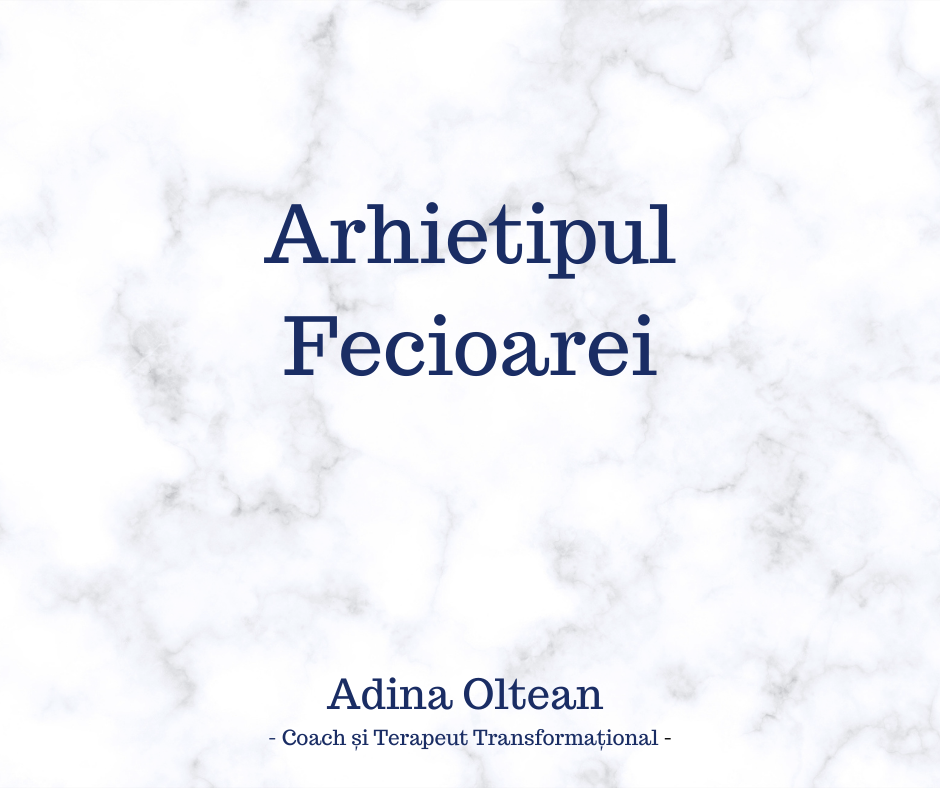 Arhietipul
Fecioarei
Adina Oltean
- Coach și Terapeut Transformațional -